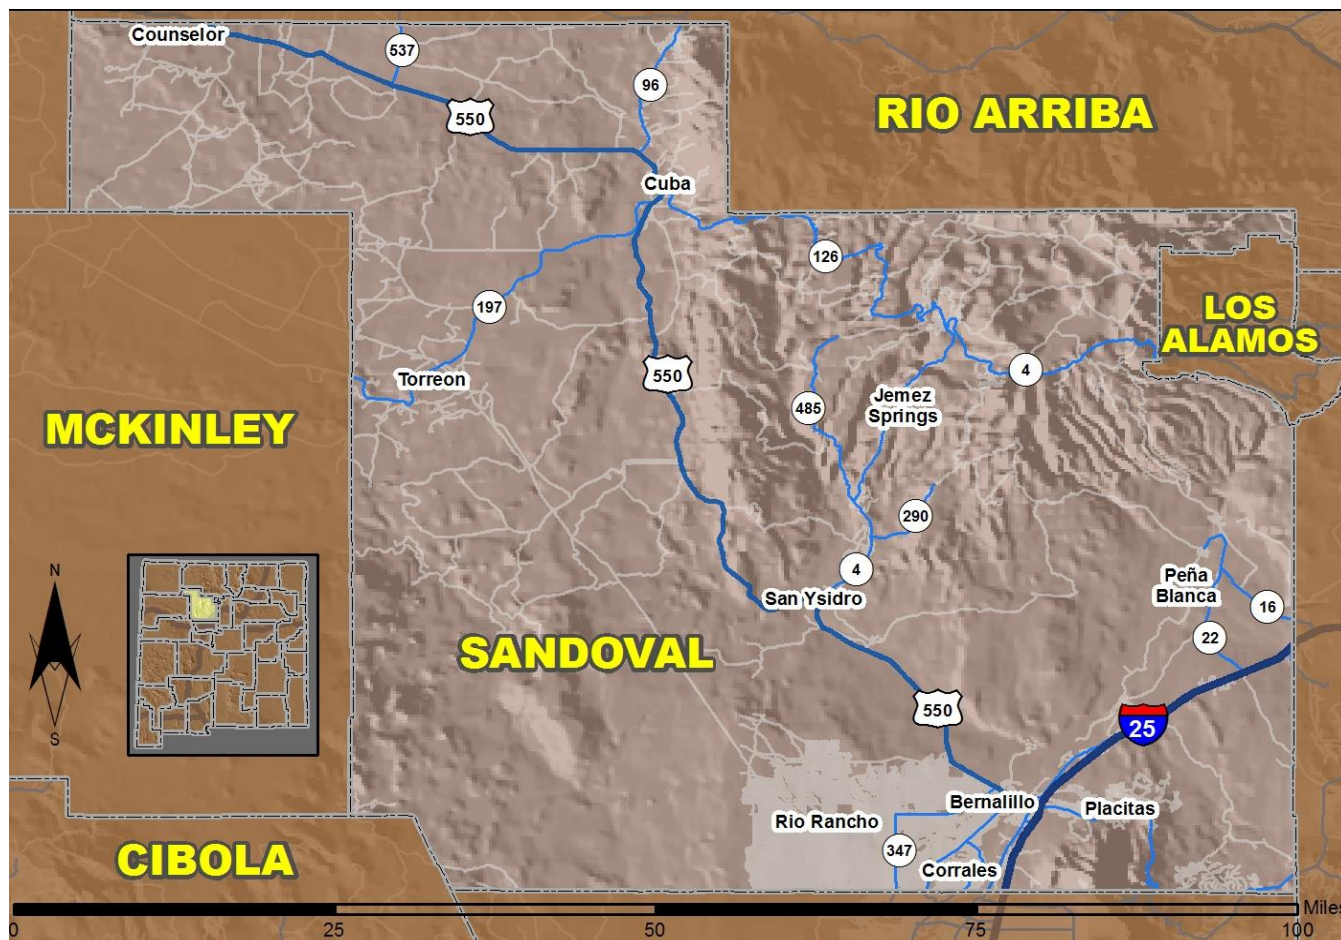 Counselor
537
96
550
RIO ARRIBA
Cuba
126
197
LOS
ALAMOS
550
4
Torreon
485
Jemez
Springs
MCKINLEY
290
N
4
Peña
Blanca
San Ysidro
16
22
SANDOVAL
550
25
S
Bernalillo
Placitas
Rio Rancho
347
CIBOLA
Corrales
Miles
0
25
50
75
100